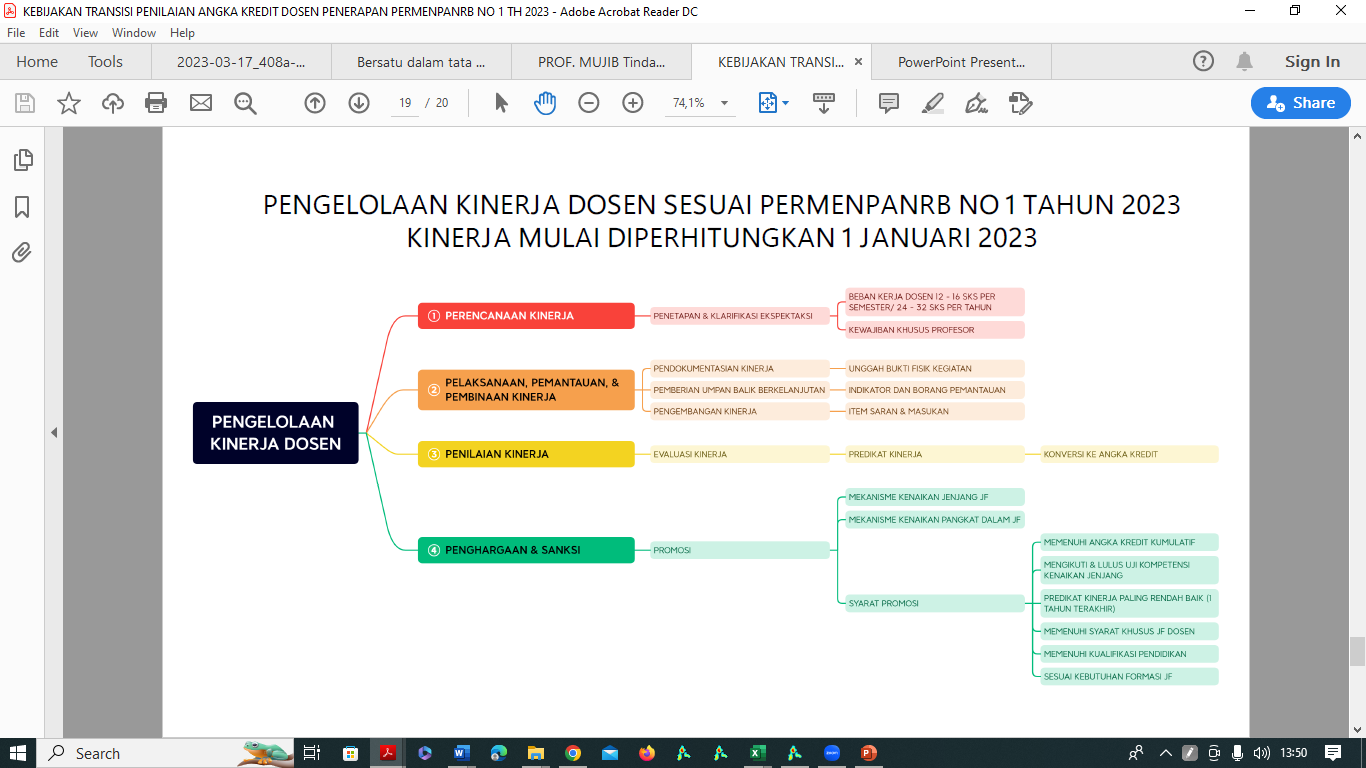 KEBIJAKAN TRANSISI PENILAIAN ANGKA KREDIT DOSEN PENERAPAN PERMENPANRB NO 1 TH 2023 - Adobe Acrobat Reader DC
File Edit View Window Help
Home Tools 2023-03-17_408a-... Bersatu dalam tata ... PROF. MUJIB Tinda... KEBIJAKAN TRANSI... × PowerPoint Present... Sign In
19 / 20 74,1% Share
PENGELOLAAN KINERJA DOSEN SESUAI PERMENPANRB NO 1 TAHUN 2023
KINERJA MULAI DIPERHITUNGKAN 1 JANUARI 2023
PENGELOLAAN
KINERJA DOSEN
① PERENCANAAN KINERJA
PENETAPAN & KLARIFIKASI EKSPEKTAKSI
BEBAN KERJA DOSEN 12 - 16 SKS PER
SEMESTER/ 24 - 32 SKS PER TAHUN
KEWAJIBAN KHUSUS PROFESOR
② PELAKSANAAN, PEMANTAUAN, &
PEMBINAAN KINERJA
PENDOKUMENTASIAN KINERJA
UNGGAH BUKTI FISIK KEGIATAN
PEMBERIAN UMPAN BALIK BERKELANJUTAN
INDIKATOR DAN BORANG PEMANTAUAN
PENGEMBANGAN KINERJA
ITEM SARAN & MASUKAN
③ PENILAIAN KINERJA
EVALUASI KINERJA
PREDIKAT KINERJA
KONVERSI KE ANGKA KREDIT
④ PENGHARGAAN & SANKSI
PROMOSI
MEKANISME KENAIKAN JENJANG JF
MEKANISME KENAIKAN PANGKAT DALAM JF
SYARAT PROMOSI
MEMENUHI ANGKA KREDIT KUMULATIF
MENGIKUTI & LULUS UJI KOMPETENSI
KENAIKAN JENJANG
PREDIKAT KINERJA PALING RENDAH BAIK (1
TAHUN TERAKHIR)
MEMENUHI SYARAT KHUSUS JF DOSEN
MEMENUHI KUALIFIKASI PENDIDIKAN
SESUAI KEBUTUHAN FORMASI JF
Search 13:50